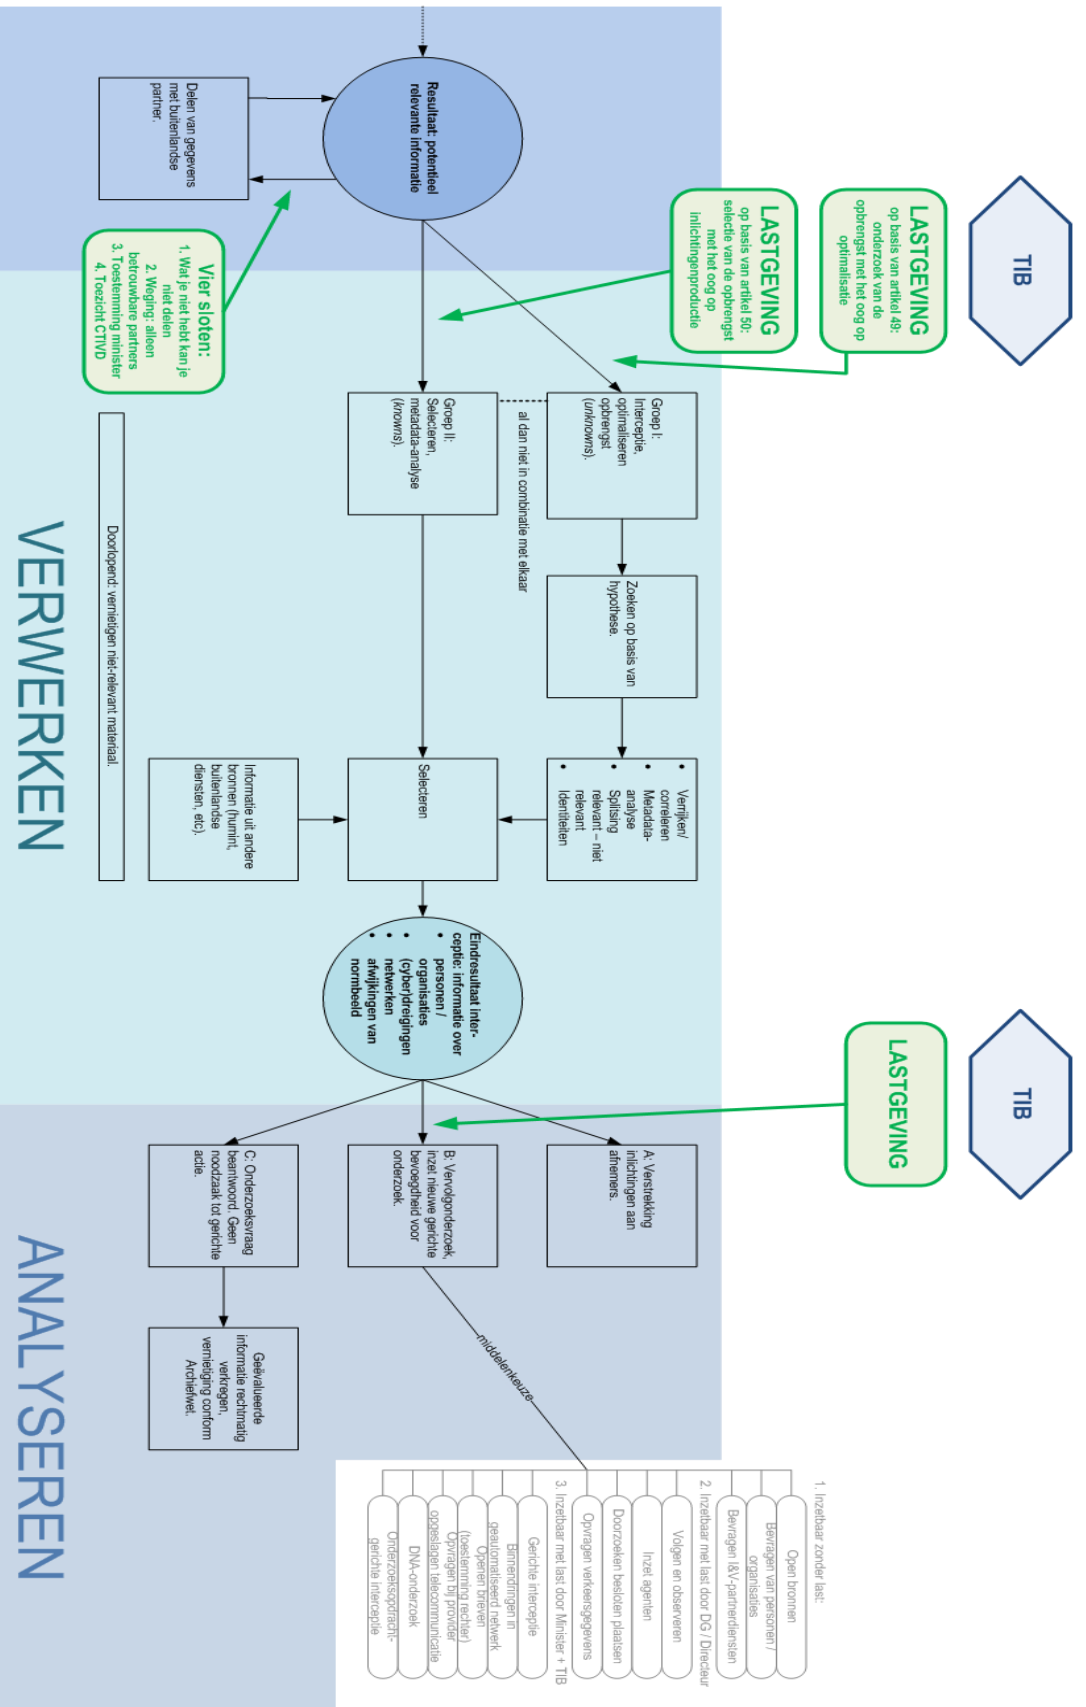 TIB
LASTGEVING
op basis van artikel 49:
onderzoek van de
opbrengst met het oog op
optimalisatie
LASTGEVING
op basis van artikel 50:
selectie van de opbrengst
met het oog op
inlichtingenproductie
TIB
LASTGEVING
Resultaat: potentieel
relevante informatie
Delen van gegevens
met buitenlandse
partner.
Vier sloten:
1. Wat je niet hebt kan je
niet delen
2. Weging: alleen
betrouwbare partners
3. Toestemming minister
4. Toezicht CTIVD
Groep I:
Interceptie,
optimaliseren
opbrengst
(unknowns).
al dan niet in combinatie met elkaar
Groep II:
Selecteren,
metadata-analyse
(knowns).
Zoeken op basis van
hypothese.
• Verrijken/
correleren
• Metadata-
analyse
• Splitsing
relevant – niet
relevant
• Identiteiten
Selecteren
Informatie uit andere
bronnen (humint,
buitenlandse
diensten, etc).
Doorlopend: vernietigen niet-relevant materiaal.
VERWERKEN
Eindresultaat inter-
ceptie: informatie over
• personen /
organisaties
• (cyber)dreigingen
• netwerken
• afwijkingen van
normbeeld
A: Verstrekking
inlichtingen aan
afnemers.
B: Vervolgonderzoek,
inzet nieuwe gerichte
bevoegdheid voor
onderzoek.
C: Onderzoeksvraag
beantwoord. Geen
noodzaak tot gerichte
actie.
Geëvalueerde
informatie rechtmatig
verkregen,
vernietiging conform
Archiefwet.
middelenkeuze
ANALYSEREN
1. Inzetbaar zonder last:
Open bronnen
Bevragen van personen /
organisaties
Bevragen I&V-partnerdiensten
2. Inzetbaar met last door DG / Directeur
Volgen en observeren
Inzet agenten
Doorzoeken besloten plaatsen
Opvragen verkeersgegevens
3. Inzetbaar met last door Minister + TIB
Gerichte interceptie
Binnendringen in
geautomatiseerd netwerk
Openen brieven
(toestemming rechter)
Opvragen bij provider
opgeslagen telecommunicatie
DNA-onderzoek
Onderzoeksopdracht-
gerichte interceptie